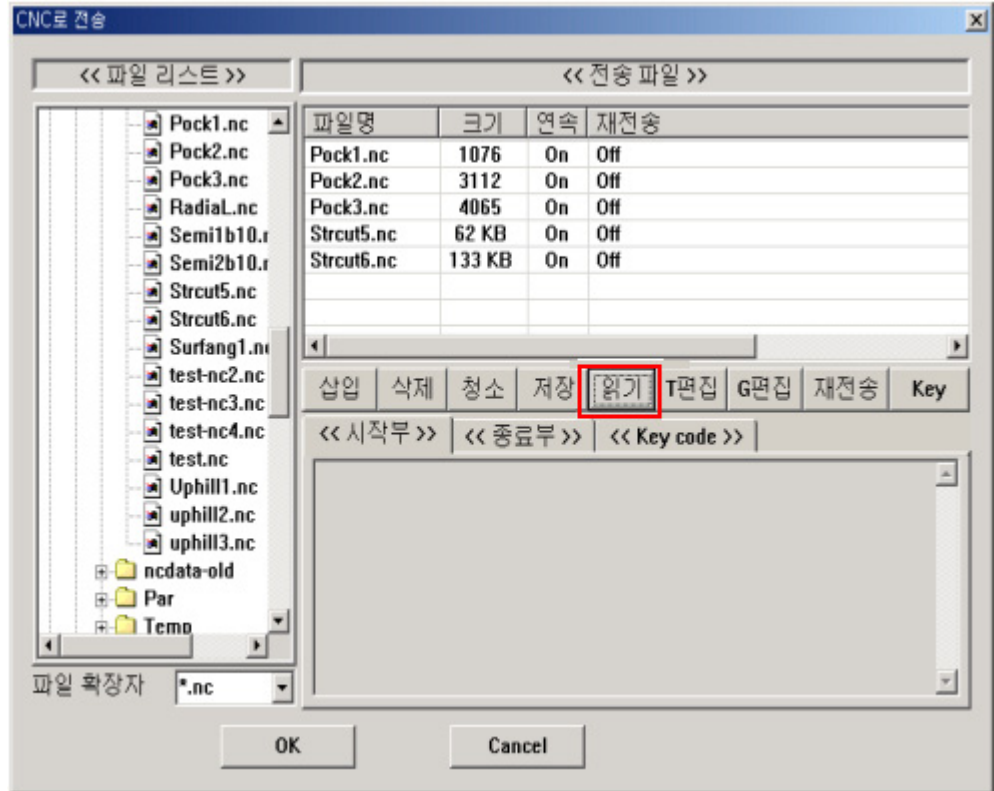 CNC로 전송
<< 파일 리스트 >>
Pock1.nc
Pock2.nc
Pock3.nc
RadiaL.nc
Semi1b10.r
Semi2b10.r
Strcut5.nc
Strcut6.nc
Surfang1.n
test-nc2.nc
test-nc3.nc
test-nc4.nc
test.nc
Uphill1.nc
uphill2.nc
uphill3.nc
ncdata-old
Par
Temp
파일 확장자 *.nc
<< 전송 파일 >>
파일명 크기 연속 재전송
Pock1.nc 1076 On Off
Pock2.nc 3112 On Off
Pock3.nc 4065 On Off
Strcut5.nc 62 KB On Off
Strcut6.nc 133 KB On Off
삽입 삭제 청소 저장 읽기 T편집 G편집 재전송 Key
<< 시작부 >> << 종료부 >> << Key code >>
OK Cancel